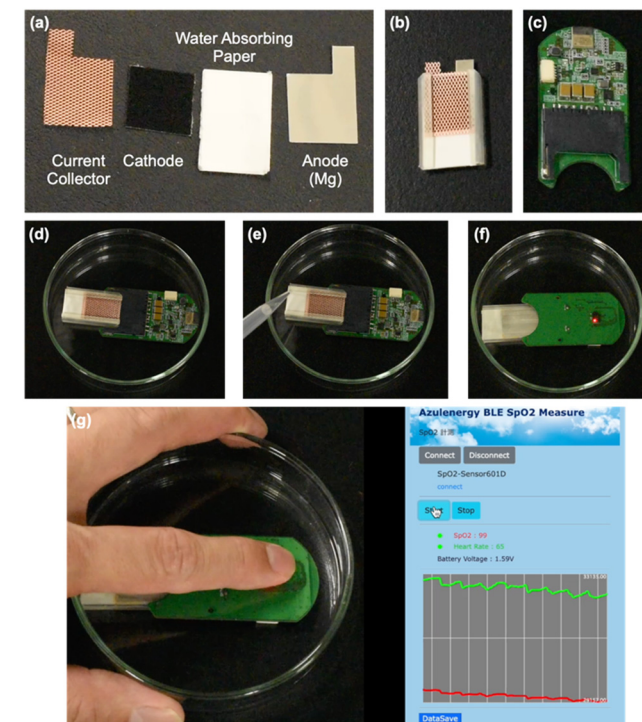 (a)
Water Absorbing
Paper
Current
Collector
Cathode
Anode
(Mg)
(b)
(c)
(d)
(e)
(f)
(g)
Azulenergy BLE SpO2 Measure
SpO2 計測
Connect
Disconnect
SpO2-Sensor601D
connect
Stop
SpO2 : 99
Heart Rate : 65
Battery Voltage : 1.59V
DataSave